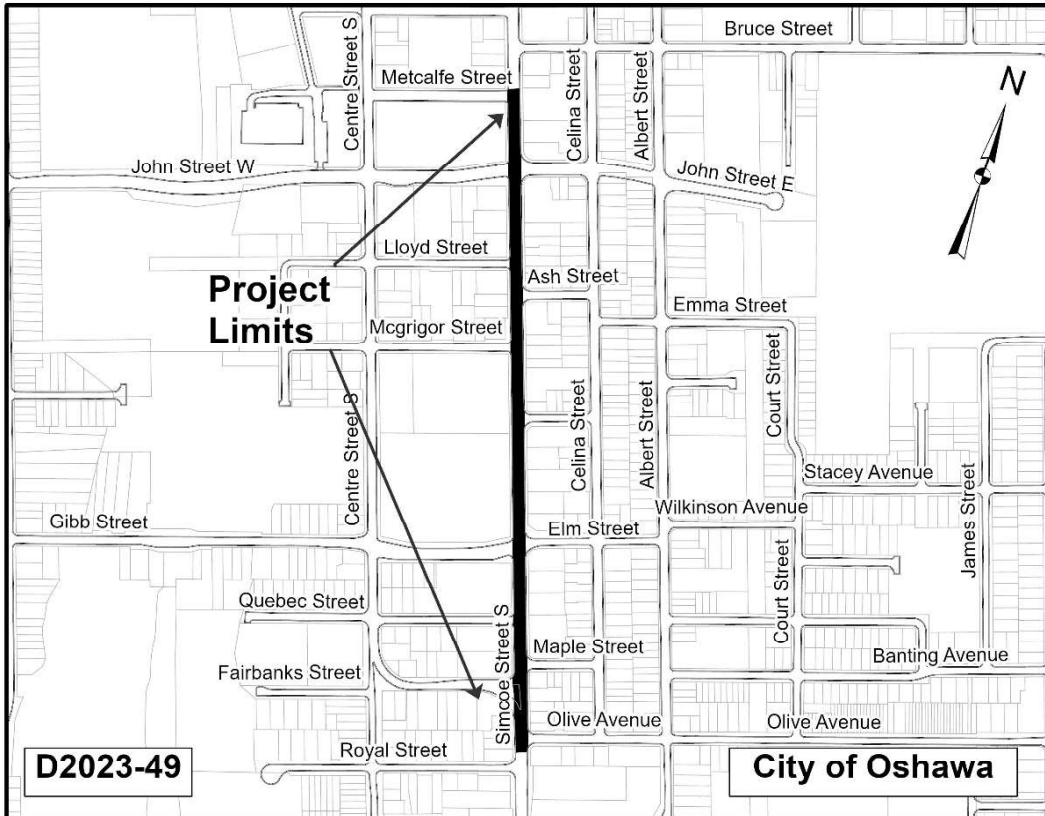 Bruce Street
Metcalfe Street
Centre Street S
Celina Street
Albert Street
N
John Street W
John Street E
Lloyd Street
Ash Street
Project
Limits
Emma Street
Mcgrigor Street
Court Street
Centre Street S
Celina Street
Albert Street
Stacey Avenue
Wilkinson Avenue
Gibb Street
Elm Street
James Street
Quebec Street
Court Street
Simcoe Street S
Maple Street
Banting Avenue
Fairbanks Street
Olive Avenue
Olive Avenue
Royal Street
D2023-49
City of Oshawa